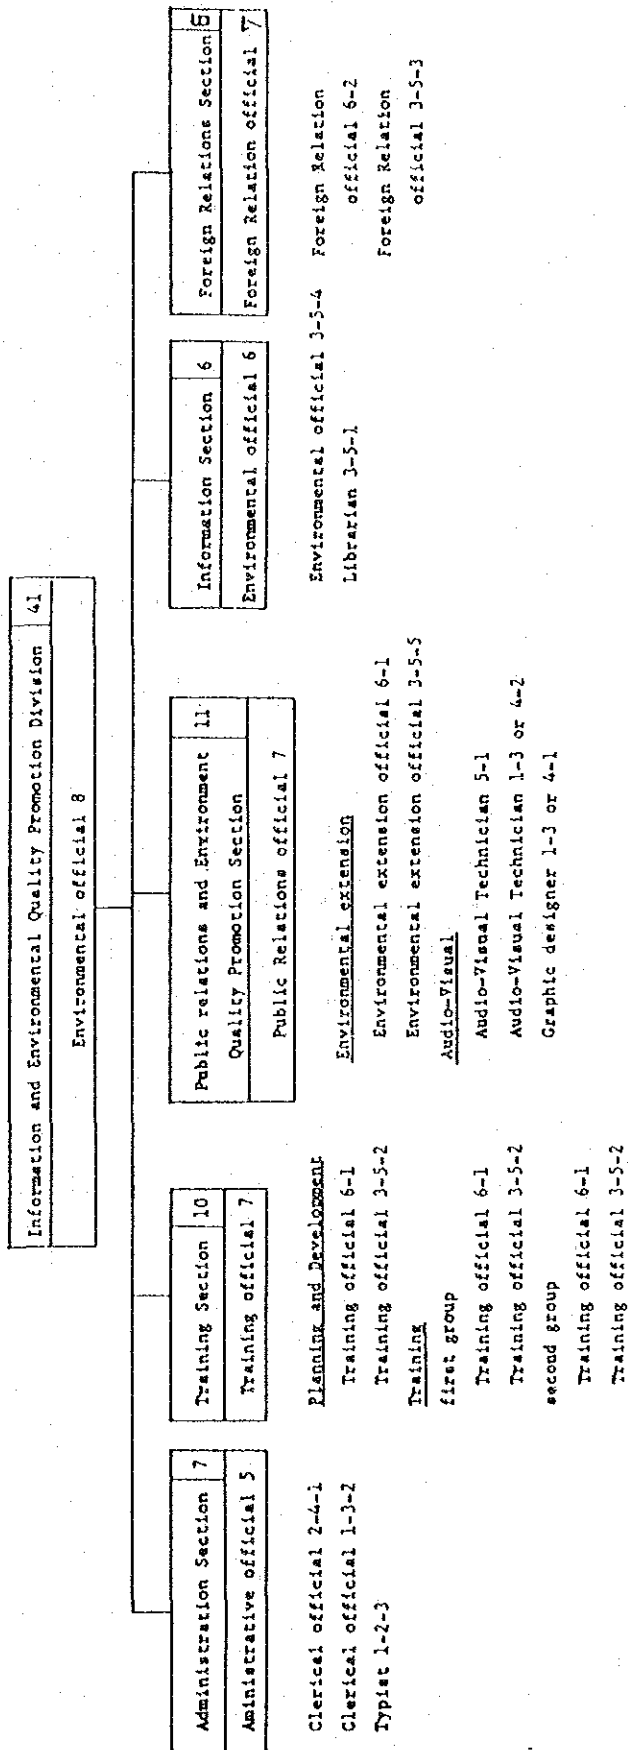 Information and Environmental Quality Promotion Division 41
Environmental official 8
Administration Section 7
Aministrative official 5
Clerical official 2-4-1
Clerical official 1-3-2
Typist 1-2-3
Training Section 10
Training official 7
Planning and Development
Training official 6-1
Training official 3-5-2
Training
first group
Training official 6-1
Training official 3-5-2
second group
Training official 6-1
Training official 3-5-2
Public relations and Environment 11
Quality Promotion Section
Public Relations official 7
Environmental extension
Environmental extension official 6-1
Environmental extension official 3-5-5
Audio-Visual
Audio-Visual Technician 5-1
Audio-Visual Technician 1-3 or 4-2
Graphic designer 1-3 or 4-1
Information Section 6
Environmental official 6
Environmental official 3-5-4
Librarian 3-5-1
Foreign Relations Section 6
Foreign Relation official 7
Foreign Relation
official 6-2
Foreign Relation
official 3-5-3